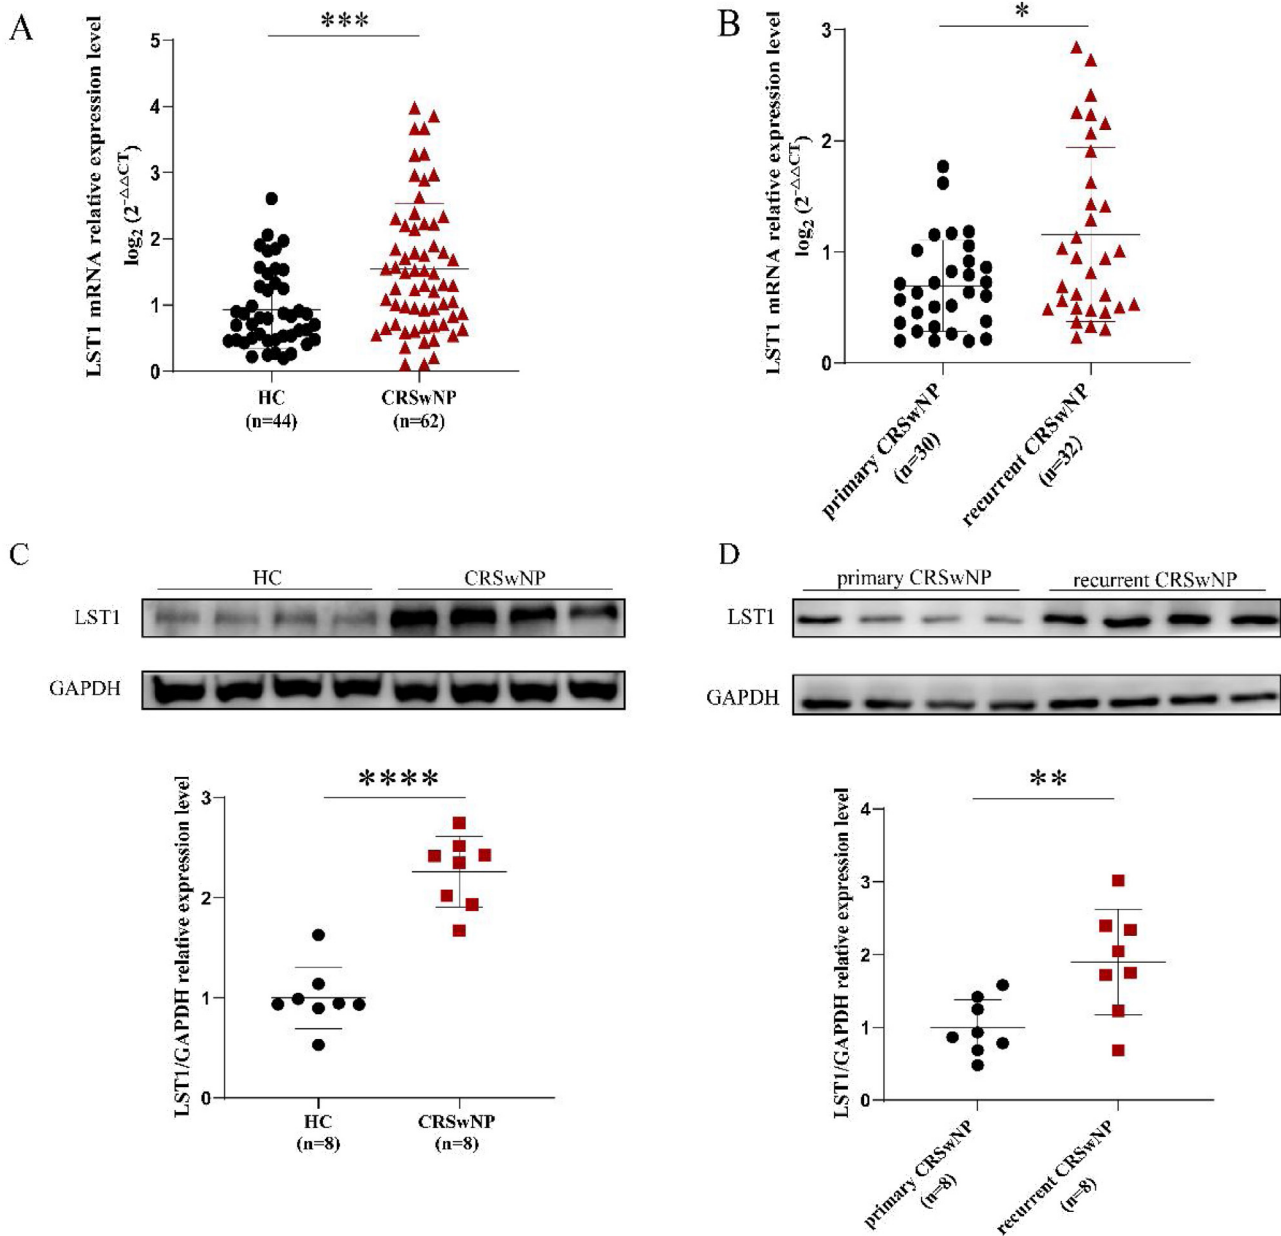 A
***
LST1 mRNA relative expression level
log2 (2-△△CT)
5
4
3
2
1
0
HC
(n=44)
CRSwNP
(n=62)
B
*
LST1 mRNA relative expression level
log2 (2-△△CT)
3
2
1
0
primary CRSwNP
(n=30)
recurrent CRSwNP
(n=32)
C
HC
CRSwNP
LST1
GAPDH
****
LST1/GAPDH relative expression level
3
2
1
0
HC
(n=8)
CRSwNP
(n=8)
D
primary CRSwNP
recurrent CRSwNP
LST1
GAPDH
**
LST1/GAPDH relative expression level
4
3
2
1
0
primary CRSwNP
(n=8)
recurrent CRSwNP
(n=8)